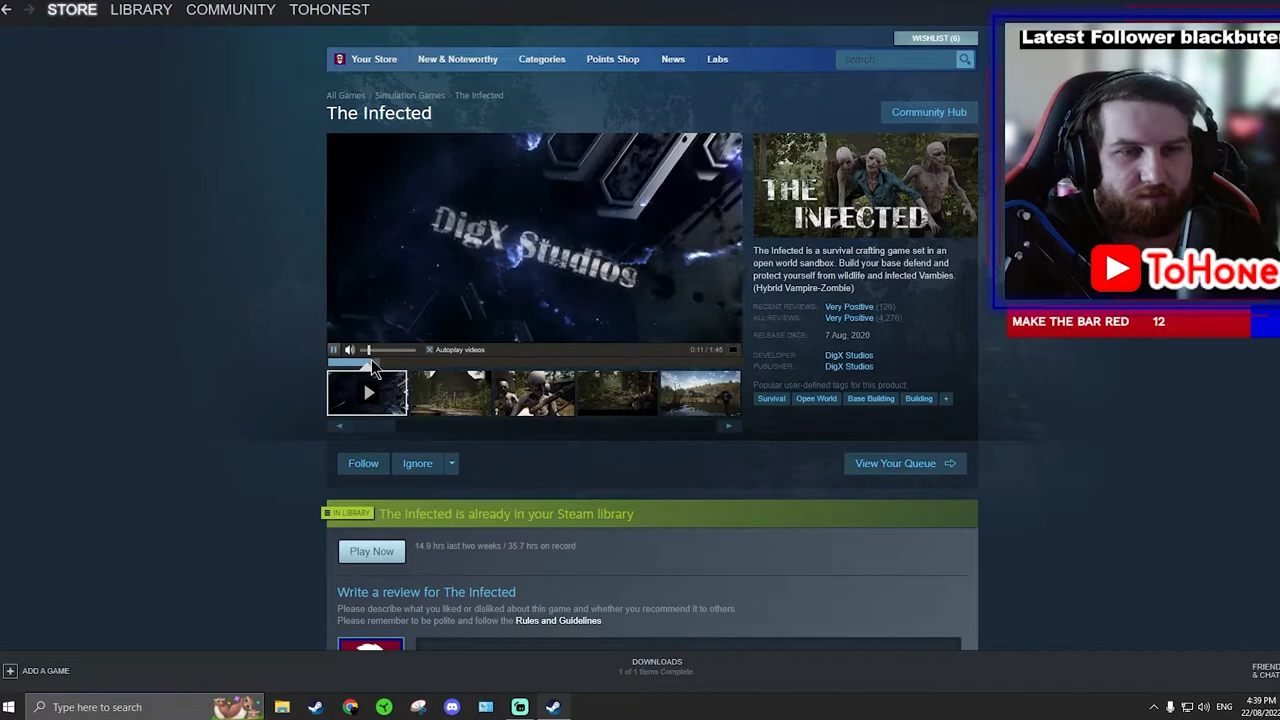 STORE LIBRARY COMMUNITY TOHONEST
WISHLIST (6)
Your Store New & Noteworthy Categories Points Shop News Labs search
All Games > Simulation Games > The Infected
The Infected
Community Hub
DigX Studios
Autoplay videos
0:11 / 1:45
THE
INFECTED
The Infected is a survival crafting game set in an
open world sandbox. Build your base defend and
protect yourself from wildlife and Infected Vambies.
(Hybrid Vampire-Zombie)
RECENT REVIEWS: Very Positive (126)
ALL REVIEWS: Very Positive (4,276)
RELEASE DATE: 7 Aug, 2020
DEVELOPER: DigX Studios
PUBLISHER: DigX Studios
Popular user-defined tags for this product:
Survival Open World Base Building Building +
Follow Ignore
View Your Queue
IN LIBRARY The Infected is already in your Steam library
Play Now 14.9 hrs last two weeks / 35.7 hrs on record
Write a review for The Infected
Please describe what you liked or disliked about this game and whether you recommend it to others.
Please remember to be polite and follow the Rules and Guidelines.
Latest Follower blackbute
ToHone
MAKE THE BAR RED 12
ADD A GAME
DOWNLOADS
1 of 1 Items Complete
FRIEND
& CHAT
Type here to search
ENG
4:39 PM
22/08/2022